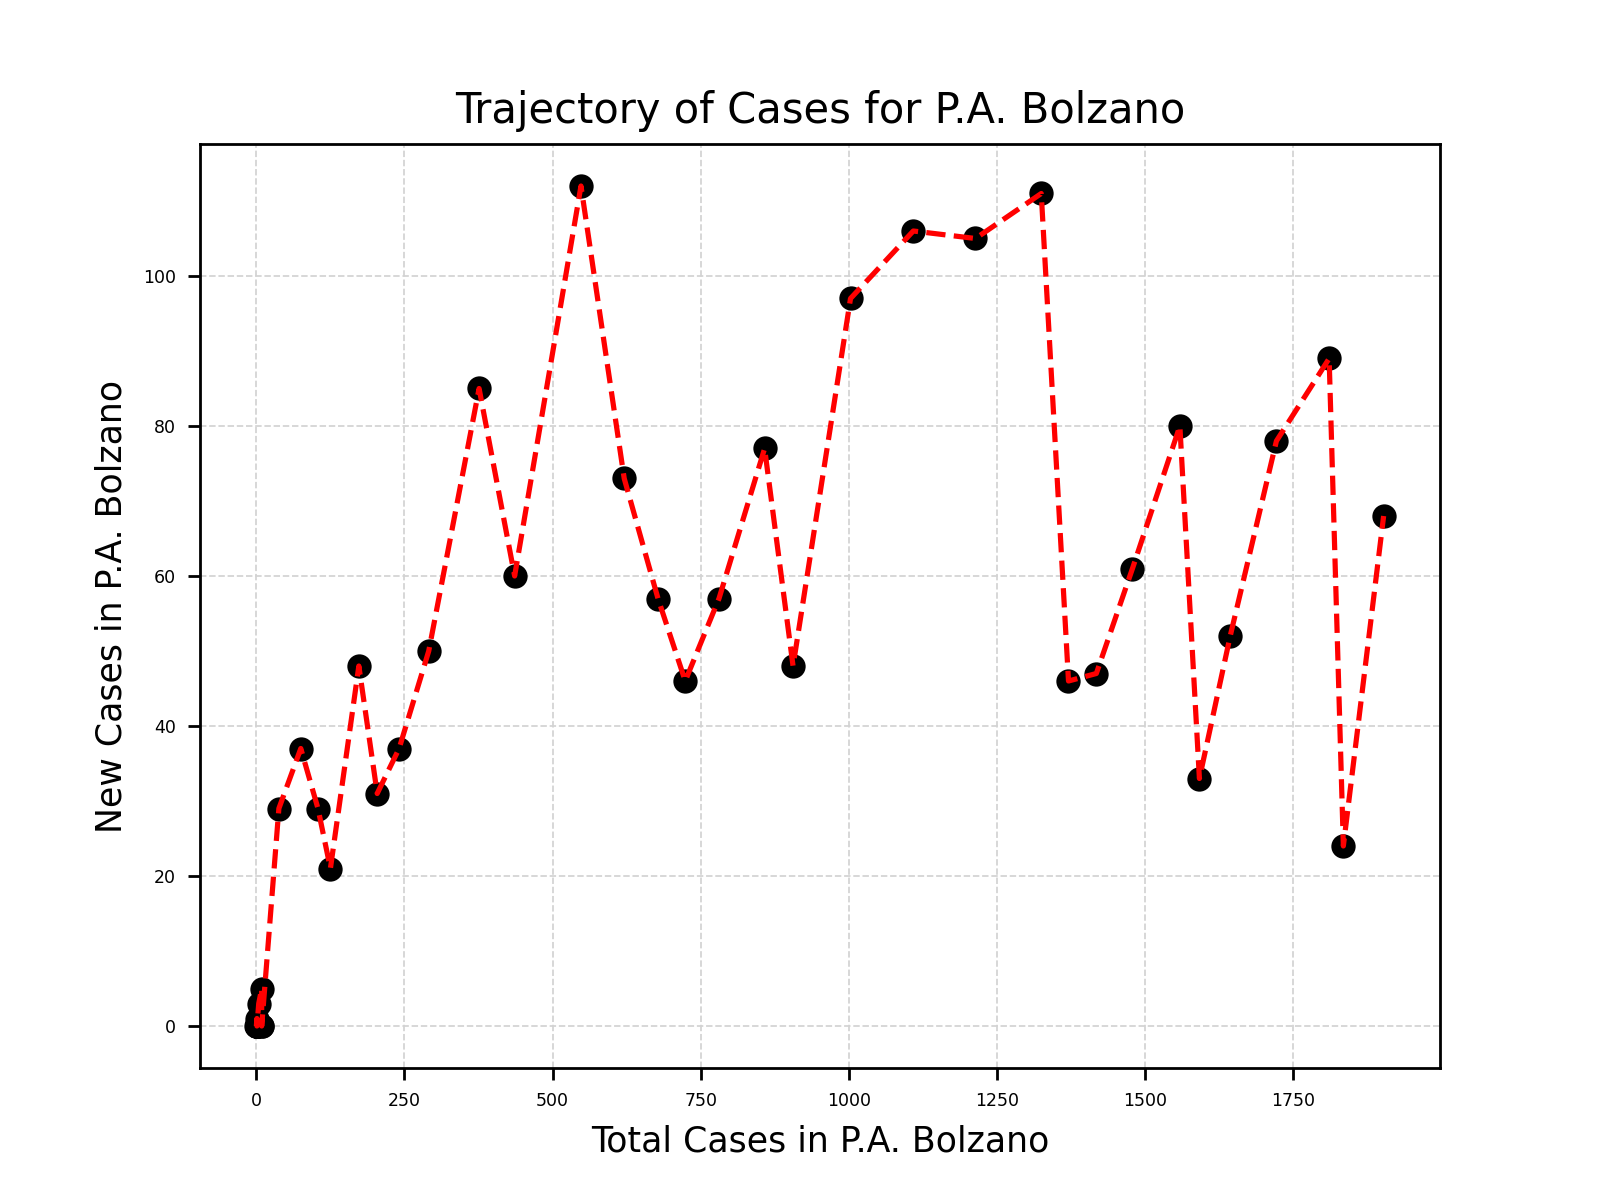 Trajectory of Cases for P.A. Bolzano
New Cases in P.A. Bolzano
100
80
60
40
20
0
0 250 500 750 1000 1250 1500 1750
Total Cases in P.A. Bolzano